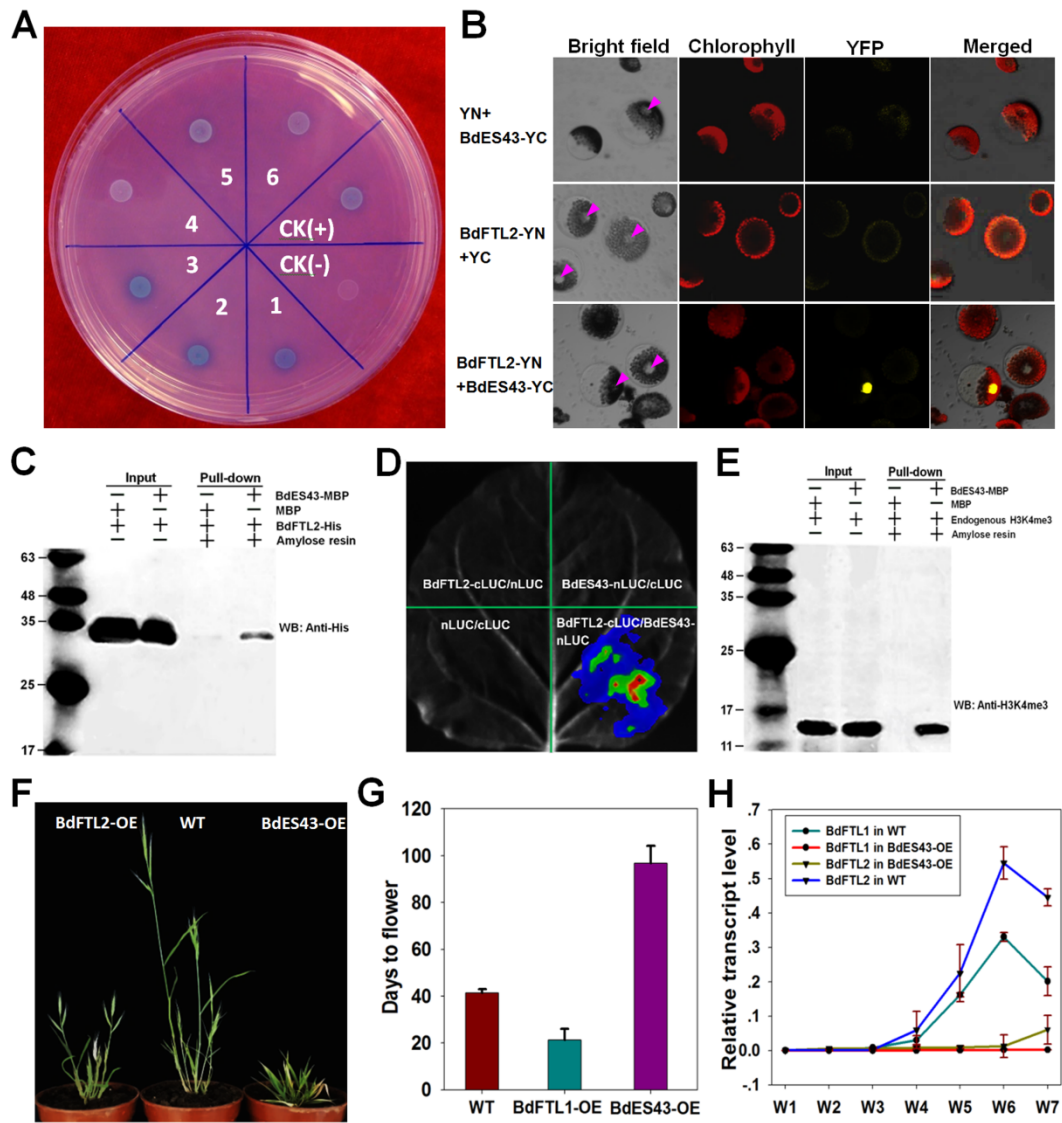 A
5
6
4
CK(+)
3
CK(-)
2
1
B
Bright field
Chlorophyll
YFP
Merged
YN+
BdES43-YC
BdFTL2-YN
+YC
BdFTL2-YN
+BdES43-YC
C
Input
Pull-down
− + − + BdES43-MBP
+ − + − MBP
+ + + + BdFTL2-His
− − + + Amylose resin
63
48
35
WB: Anti-His
25
17
D
BdFTL2-cLUC/nLUC
BdES43-nLUC/cLUC
nLUC/cLUC
BdFTL2-cLUC/BdES43-
nLUC
E
Input
Pull-down
− + − + BdES43-MBP
+ − + − MBP
+ + + + Endogenous H3K4me3
− − + + Amylose resin
63
48
35
25
17
WB: Anti-H3K4me3
11
F
BdFTL2-OE
WT
BdES43-OE
G
Days to flower
120
100
80
60
40
20
0
WT
BdFTL1-OE
BdES43-OE
H
Relative transcript level
.7
.6
.5
.4
.3
.2
.1
0.0
-.1
BdFTL1 in WT
BdFTL1 in BdES43-OE
BdFTL2 in BdES43-OE
BdFTL2 in WT
W1 W2 W3 W4 W5 W6 W7